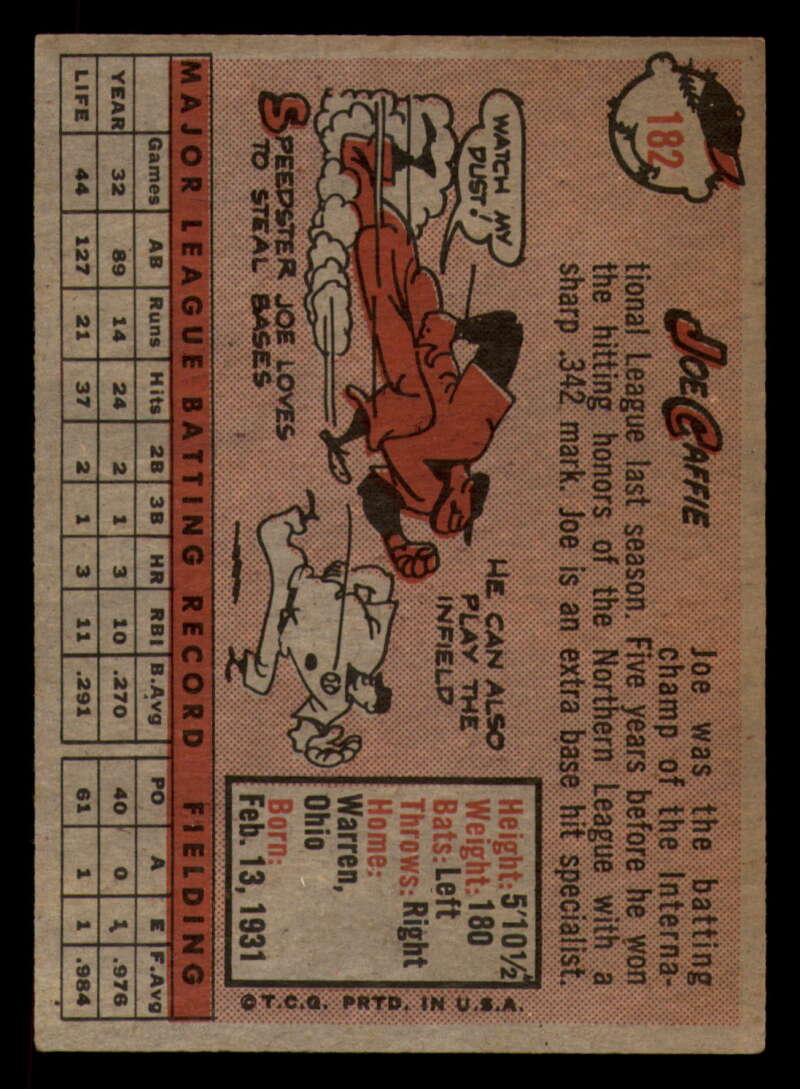 182
JOE CAFFIE
Joe was the batting
champ of the Interna-
tional League last season. Five years before he won
the hitting honors of the Northern League with a
sharp .342 mark. Joe is an extra base hit specialist.
WATCH MY
DUST!
SPEEDSTER JOE LOVES
TO STEAL BASES
HE CAN ALSO
PLAY THE
INFIELD
Height: 5'10½"
Weight: 180
Bats: Left
Throws: Right
Home:
Warren,
Ohio
Born:
Feb. 13, 1931
©T.C.G. PRTD. IN U.S.A.
MAJOR LEAGUE BATTING RECORD FIELDING
Games AB Runs Hits 2B 3B HR RBI B.Avg PO A E F.Avg
YEAR 32 89 14 24 2 1 3 10 .270 40 0 1 .976
LIFE 44 127 21 37 2 1 3 11 .291 61 1 1 .984